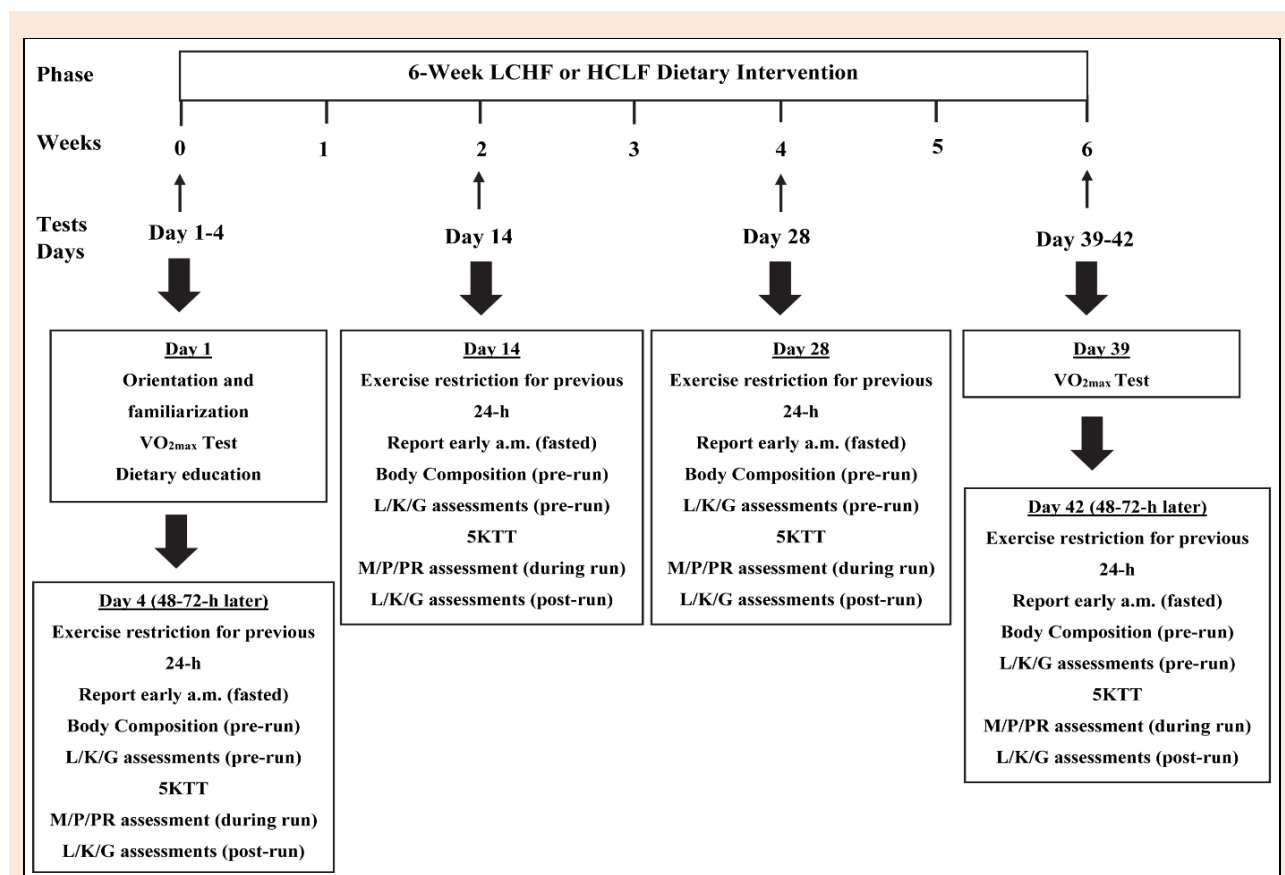 Phase
6-Week LCHF or HCLF Dietary Intervention
Weeks
0
1
2
3
4
5
6
Tests
Days
Day 1-4
Day 14
Day 28
Day 39-42
Day 1
Orientation and
familiarization
VO2max Test
Dietary education
Day 4 (48-72-h later)
Exercise restriction for previous
24-h
Report early a.m. (fasted)
Body Composition (pre-run)
L/K/G assessments (pre-run)
5KTT
M/P/PR assessment (during run)
L/K/G assessments (post-run)
Day 14
Exercise restriction for previous
24-h
Report early a.m. (fasted)
Body Composition (pre-run)
L/K/G assessments (pre-run)
5KTT
M/P/PR assessment (during run)
L/K/G assessments (post-run)
Day 28
Exercise restriction for previous
24-h
Report early a.m. (fasted)
Body Composition (pre-run)
L/K/G assessments (pre-run)
5KTT
M/P/PR assessment (during run)
L/K/G assessments (post-run)
Day 39
VO2max Test
Day 42 (48-72-h later)
Exercise restriction for previous
24-h
Report early a.m. (fasted)
Body Composition (pre-run)
L/K/G assessments (pre-run)
5KTT
M/P/PR assessment (during run)
L/K/G assessments (post-run)